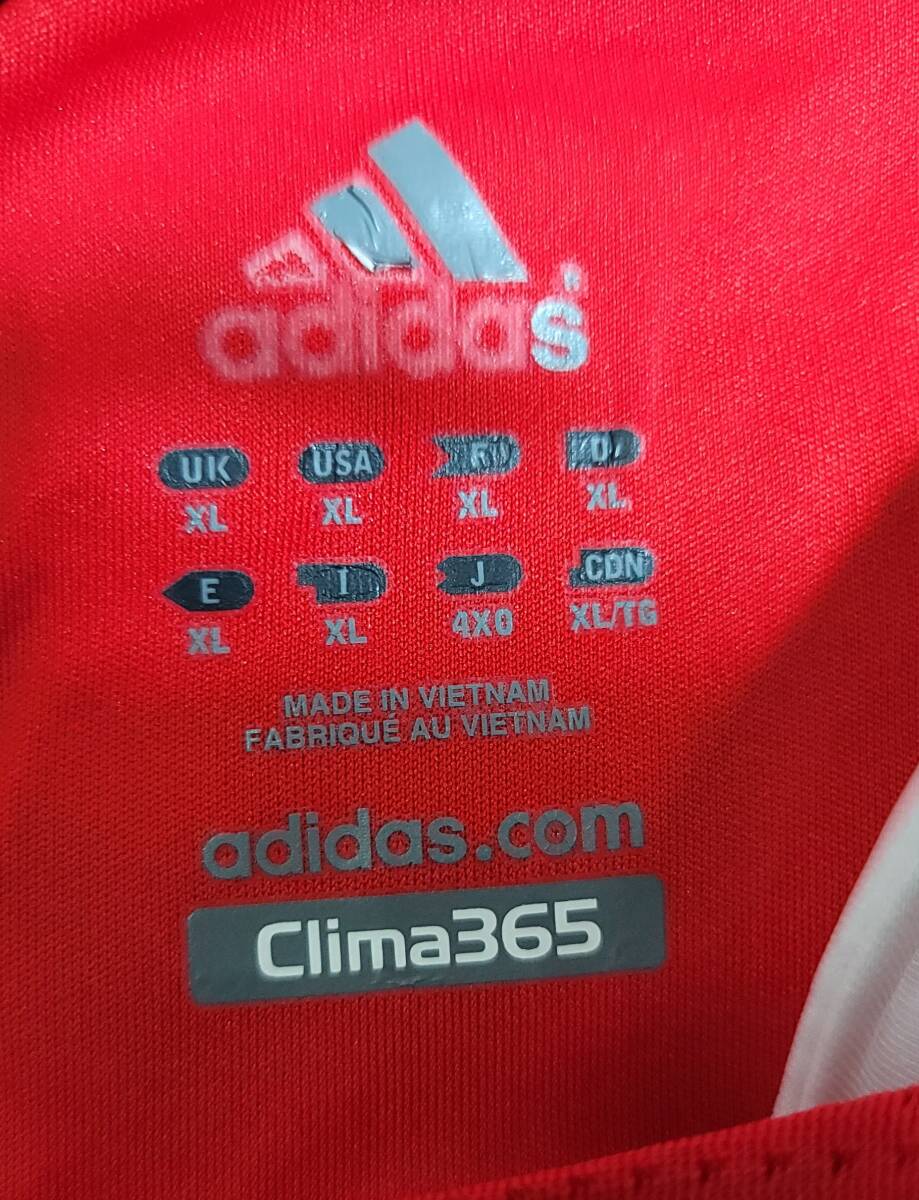 adidas
UK USA F D
XL XL XL XL
E I J CDN
XL XL 4XO XL/TG
MADE IN VIETNAM
FABRIQUÉ AU VIETNAM
adidas.com
Clima365